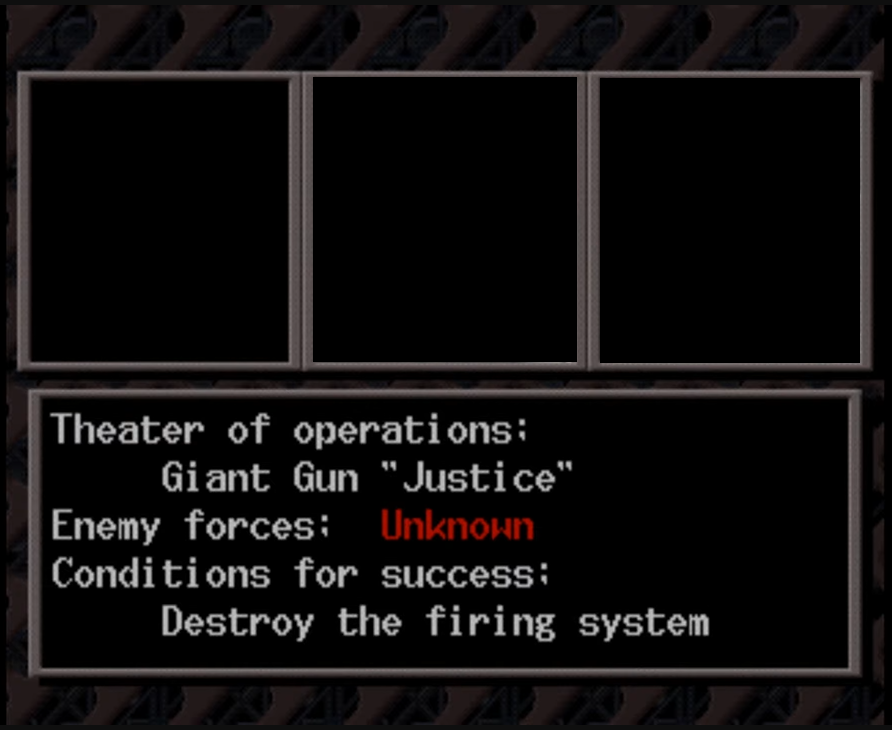 Theater of operations;
Giant Gun "Justice"
Enemy forces; Unknown
Conditions for success;
Destroy the firing system